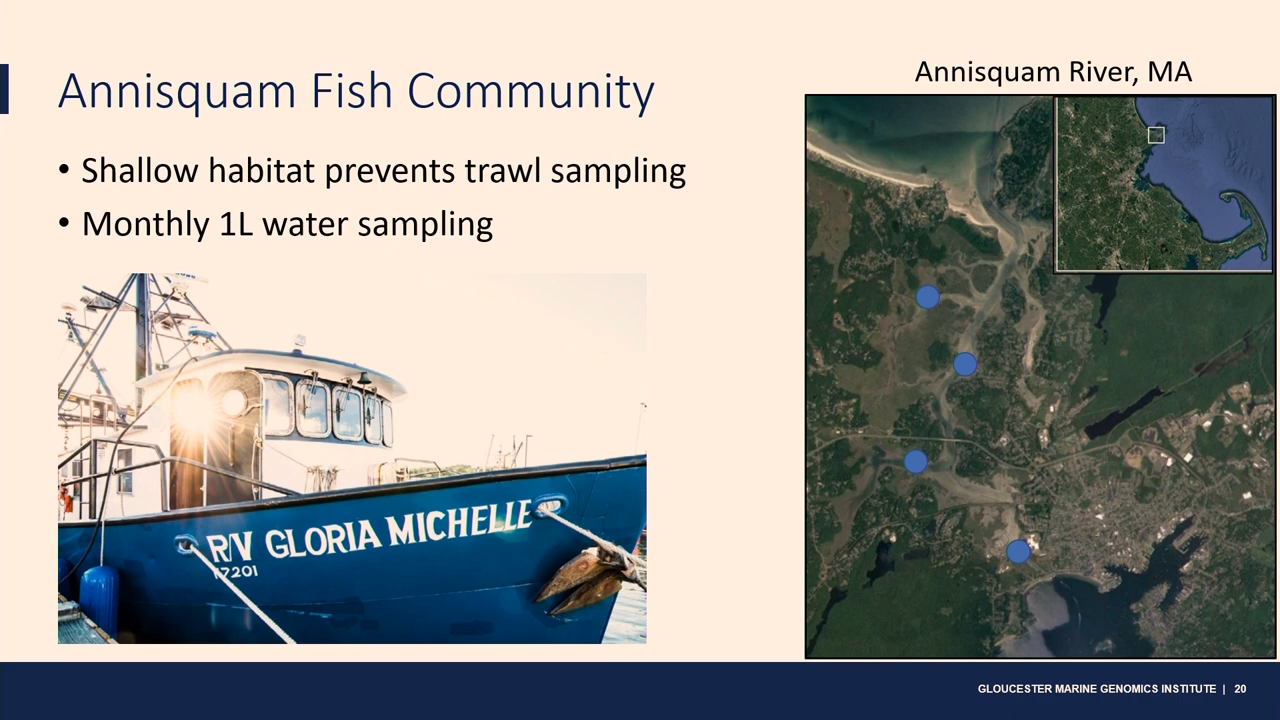 Annisquam Fish Community
• Shallow habitat prevents trawl sampling
• Monthly 1L water sampling
R/V GLORIA MICHELLE
17201
Annisquam River, MA
GLOUCESTER MARINE GENOMICS INSTITUTE | 20